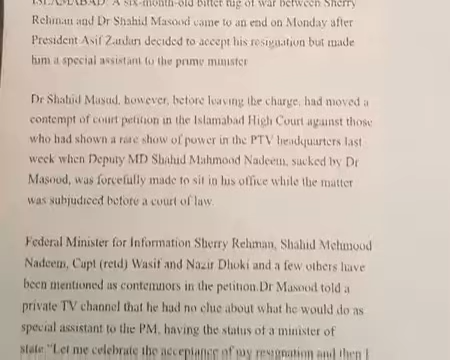 ISLAMABAD: A six-month-old bitter tug of war between Sherry
Rehman and Dr Shahid Masood came to an end on Monday after
President Asif Zardari decided to accept his resignation but made
him a special assistant to the prime minister
Dr Shahid Masud, however, before leaving the charge, had moved a
contempt of court petition in the Islamabad High Court against those
who had shown a rare show of power in the PTV headquarters last
week when Deputy MD Shahid Mahmood Nadeem, sacked by Dr
Masood, was forcefully made to sit in his office while the matter
was subjudiced before a court of law.
Federal Minister for Information Sherry Rehman, Shahid Mehmood
Nadeem, Capt (retd) Wasif and Nazir Dhoki and a few others have
been mentioned as contemnors in the petition.Dr Masood told a
private TV channel that he had no clue about what he would do as
special assistant to the PM, having the status of a minister of
state."Let me celebrate the acceptance of my resignation and then I